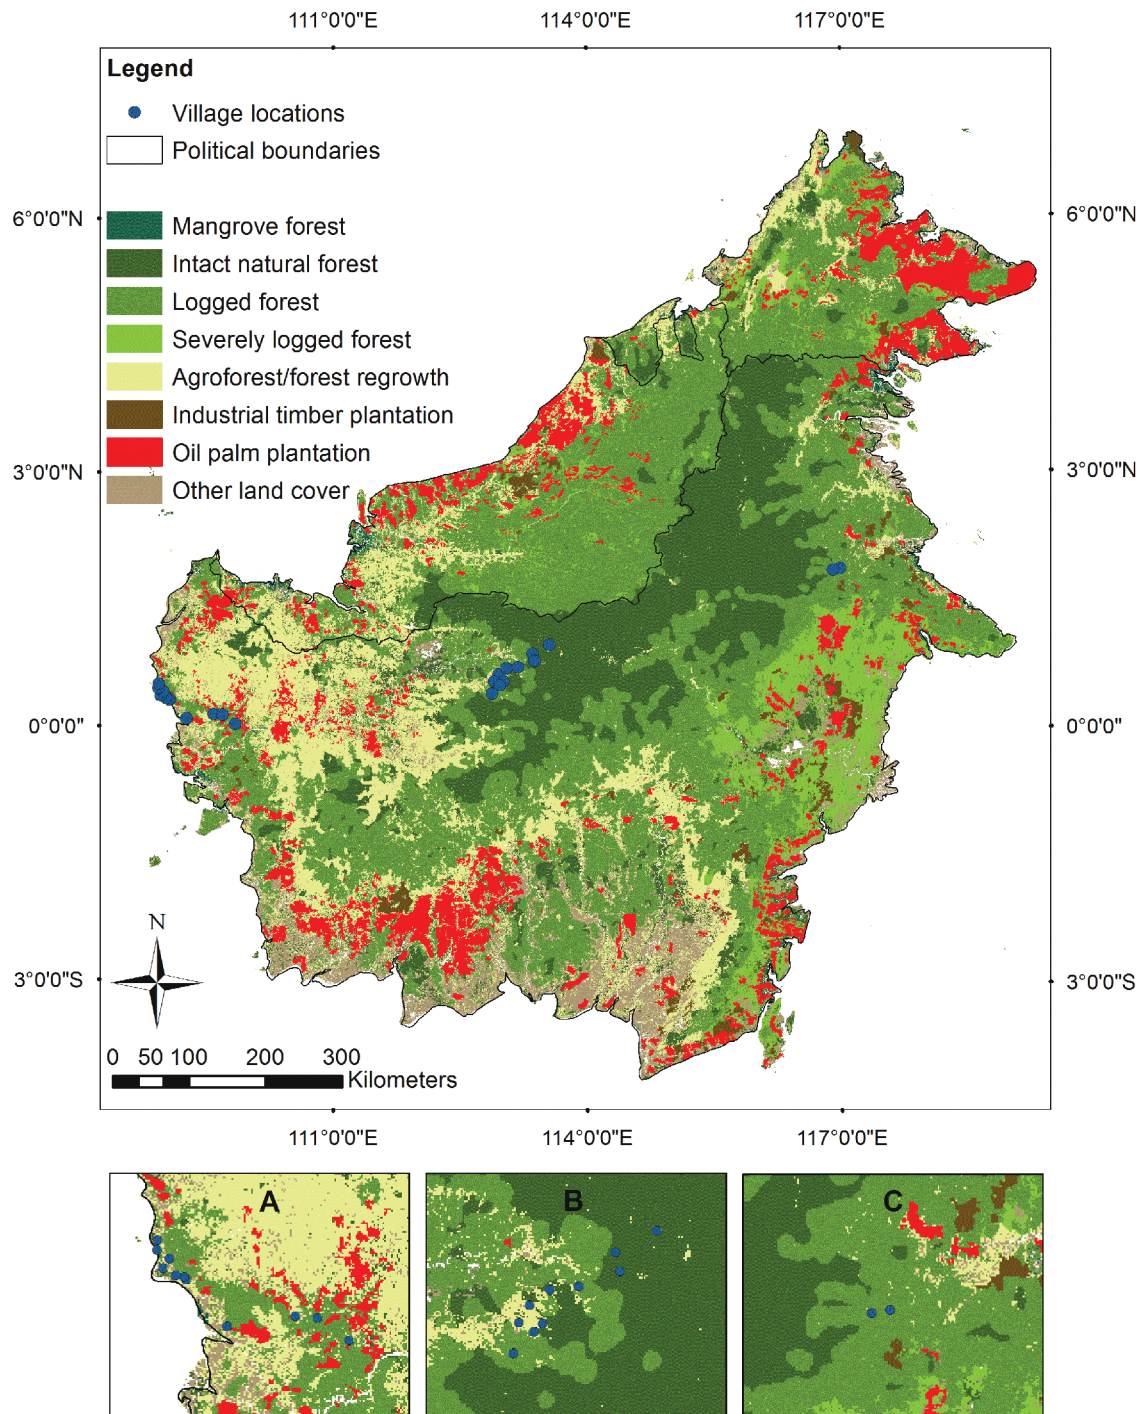 111°0'0"E 114°0'0"E 117°0'0"E
Legend
Village locations
Political boundaries
6°0'0"N 6°0'0"N
Mangrove forest
Intact natural forest
Logged forest
Severely logged forest
Agroforest/forest regrowth
Industrial timber plantation
Oil palm plantation
3°0'0"N 3°0'0"N
Other land cover
0°0'0" 0°0'0"
N
3°0'0"S 3°0'0"S
0 50 100 200 300
Kilometers
111°0'0"E 114°0'0"E 117°0'0"E
A B C